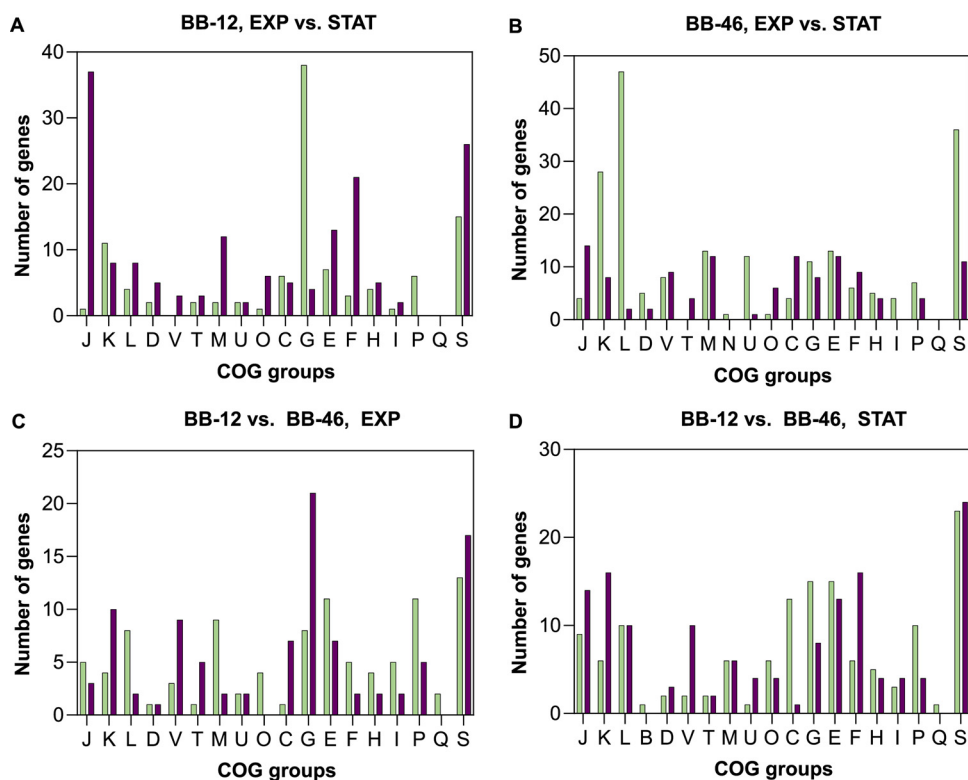 A
BB-12, EXP vs. STAT
Number of genes
40
30
20
10
0
J K L D V T M U O C G E F H I P Q S
COG groups
B
BB-46, EXP vs. STAT
Number of genes
50
40
30
20
10
0
J K L D V T M N U O C G E F H I P Q S
COG groups
C
BB-12 vs. BB-46, EXP
Number of genes
25
20
15
10
5
0
J K L D V T M U O C G E F H I P Q S
COG groups
D
BB-12 vs. BB-46, STAT
Number of genes
30
20
10
0
J K L B D V T M U O C G E F H I P Q S
COG groups